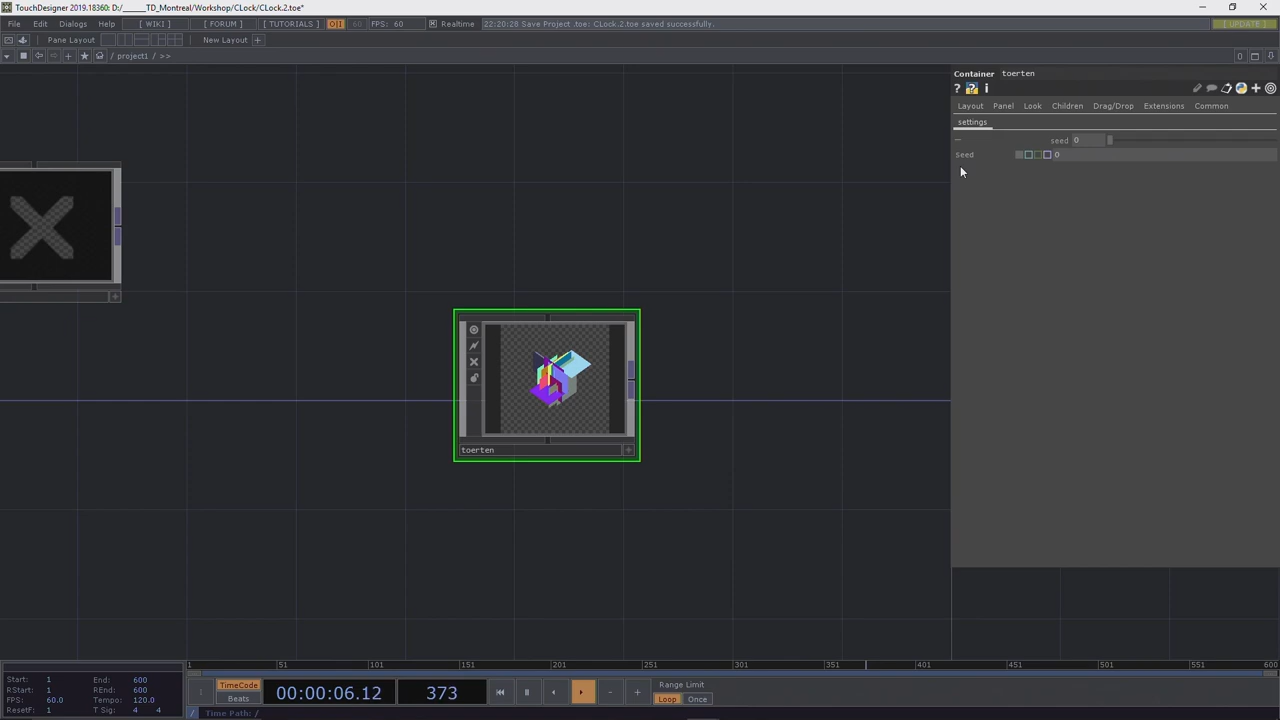 TouchDesigner 2019.18360: D:/______TD_Montreal/Workshop/CLock/CLock.2.toe*
File Edit Dialogs Help [ WIKI ] [ FORUM ] [ TUTORIALS ] O|I 60 FPS: 60 Realtime 22:20:28 Save Project .toe: CLock.2.toe saved successfully. [ UPDATE ]
Pane Layout New Layout +
/ project1 / >> 0
Container toerten
? ? i
Layout Panel Look Children Drag/Drop Extensions Common
settings
seed 0
Seed 0
toerten
1 51 101 151 201 251 351 401 451 501 551 600
Start: 1 End: 600
RStart: 1 REnd: 600
FPS: 60.0 Tempo: 120.0
ResetF: 1 T Sig: 4 4
TimeCode
Beats
00:00:06.12 373
Range Limit
Loop Once
/ Time Path: /